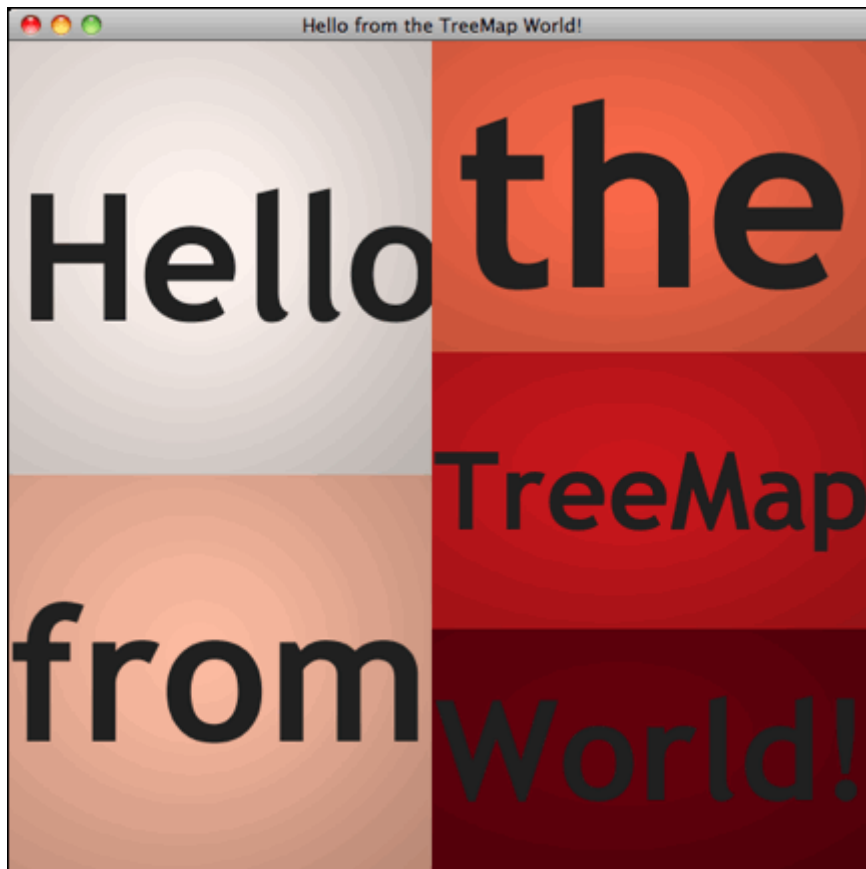 Hello from the TreeMap World!
Hello
from
the
TreeMap
World!